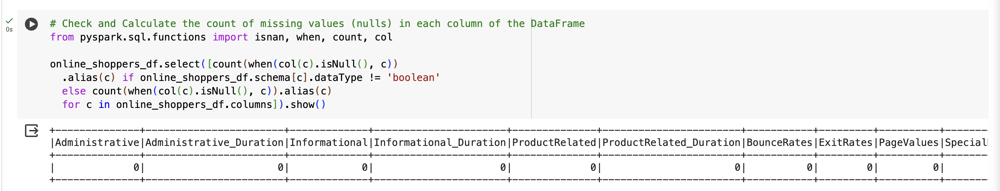 # Check and Calculate the count of missing values (nulls) in each column of the DataFrame
0s
from pyspark.sql.functions import isnan, when, count, col
online_shoppers_df.select([count(when(col(c).isNull(), c))
.alias(c) if online_shoppers_df.schema[c].dataType != 'boolean'
else count(when(col(c).isNull(), c)).alias(c)
for c in online_shoppers_df.columns]).show()
+--------------+-----------------------+-------------+----------------------+--------------+-----------------------+-----------+---------+----------+-------
|Administrative|Administrative_Duration|Informational|Informational_Duration|ProductRelated|ProductRelated_Duration|BounceRates|ExitRates|PageValues|Special
+--------------+-----------------------+-------------+----------------------+--------------+-----------------------+-----------+---------+----------+-------
|             0|                      0|            0|                     0|             0|                      0|          0|        0|         0|
+--------------+-----------------------+-------------+----------------------+--------------+-----------------------+-----------+---------+----------+-------